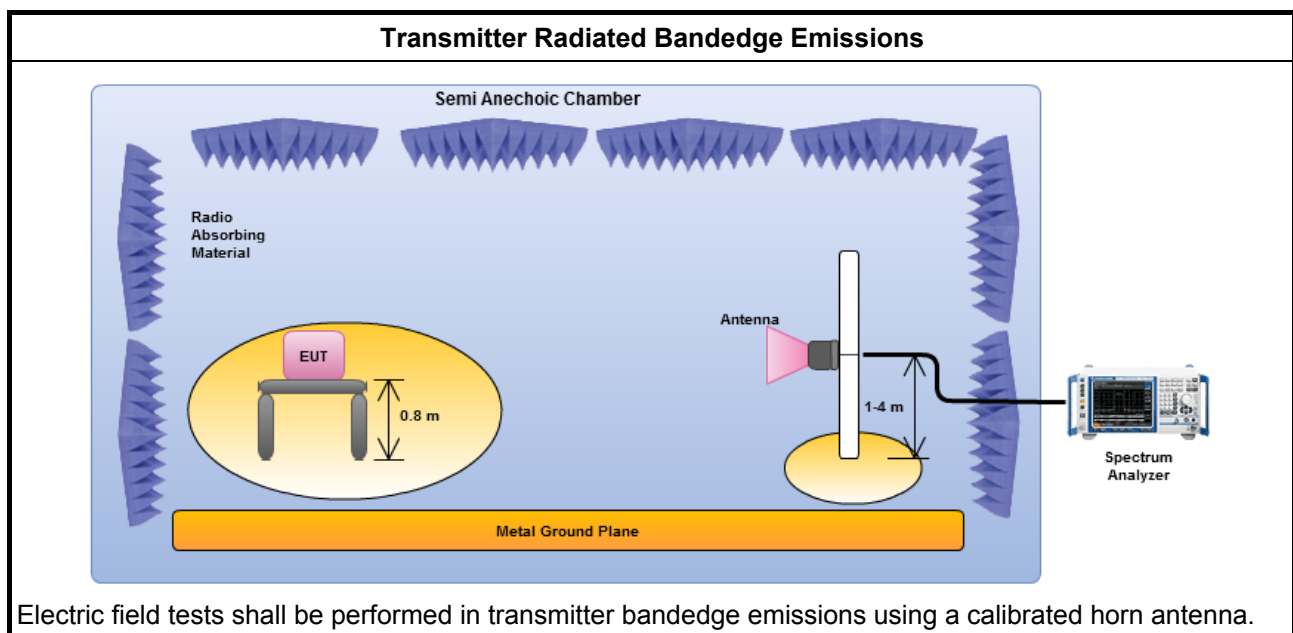 Transmitter Radiated Bandedge Emissions
Semi Anechoic Chamber
Radio
Absorbing
Material
Antenna
EUT
0.8 m
1-4 m
Spectrum
Analyzer
Metal Ground Plane
Electric field tests shall be performed in transmitter bandedge emissions using a calibrated horn antenna.